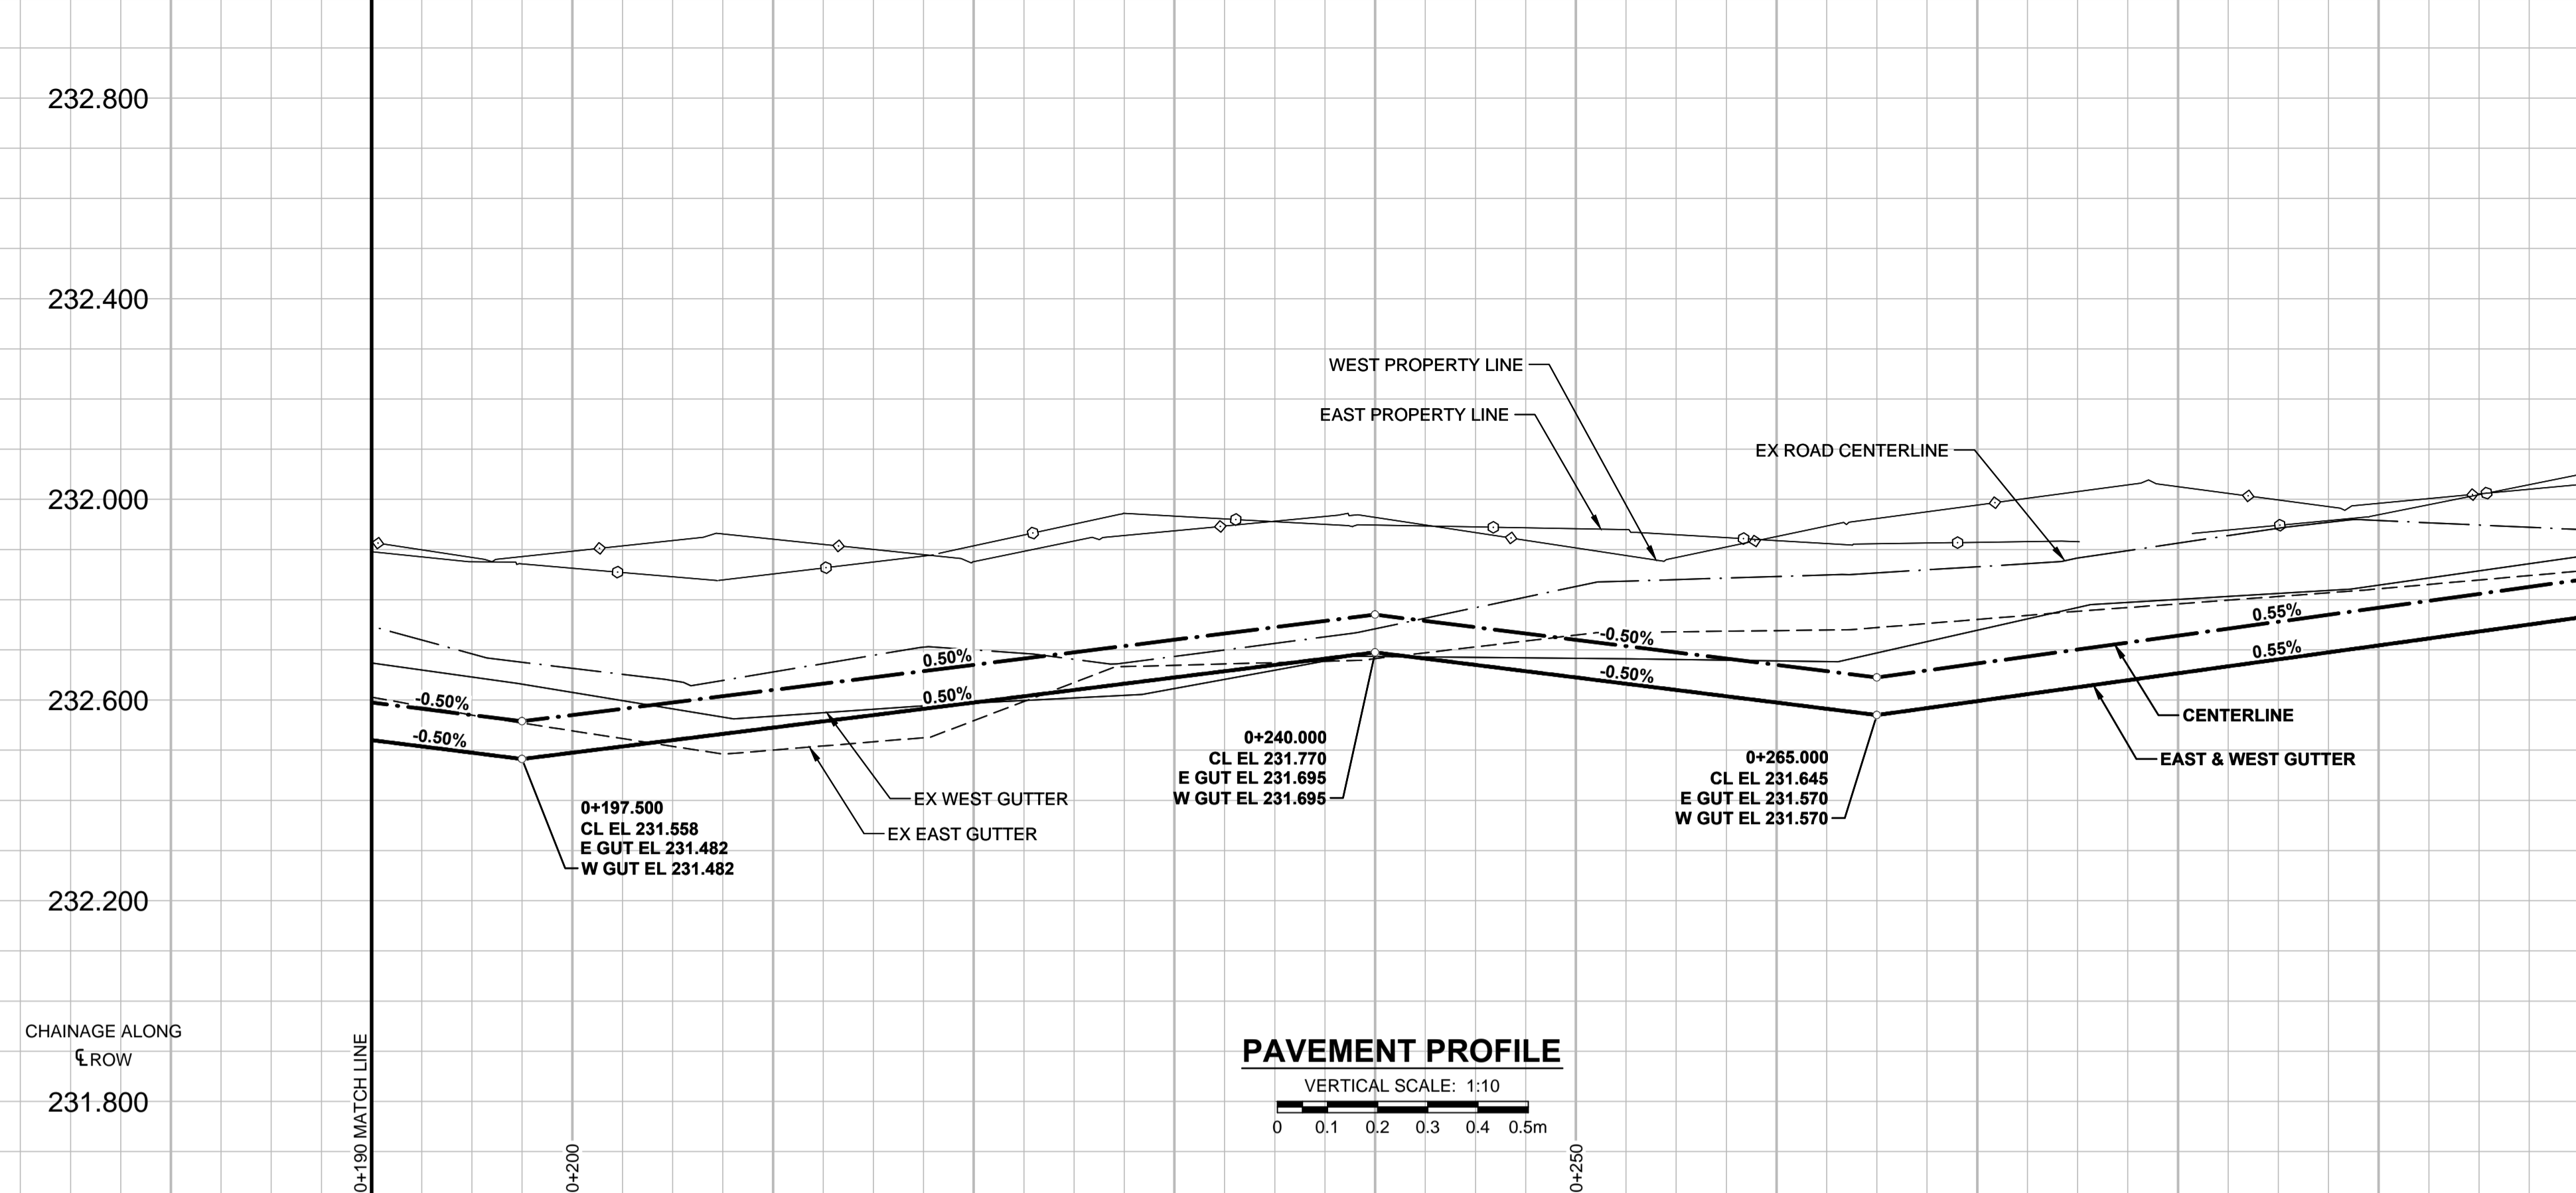 232.800
232.400
232.000
232.600
232.200
231.800
WEST PROPERTY LINE
EAST PROPERTY LINE
EX ROAD CENTERLINE
-0.50%
-0.50%
0.50%
0.50%
-0.50%
-0.50%
0.55%
0.55%
CENTERLINE
EAST & WEST GUTTER
EX WEST GUTTER
EX EAST GUTTER
0+197.500
CL EL 231.558
E GUT EL 231.482
W GUT EL 231.482
0+240.000
CL EL 231.770
E GUT EL 231.695
W GUT EL 231.695
0+265.000
CL EL 231.645
E GUT EL 231.570
W GUT EL 231.570
CHAINAGE ALONG
℄ ROW
0+190 MATCH LINE
0+200
0+250
PAVEMENT PROFILE
VERTICAL SCALE: 1:10
0 0.1 0.2 0.3 0.4 0.5m